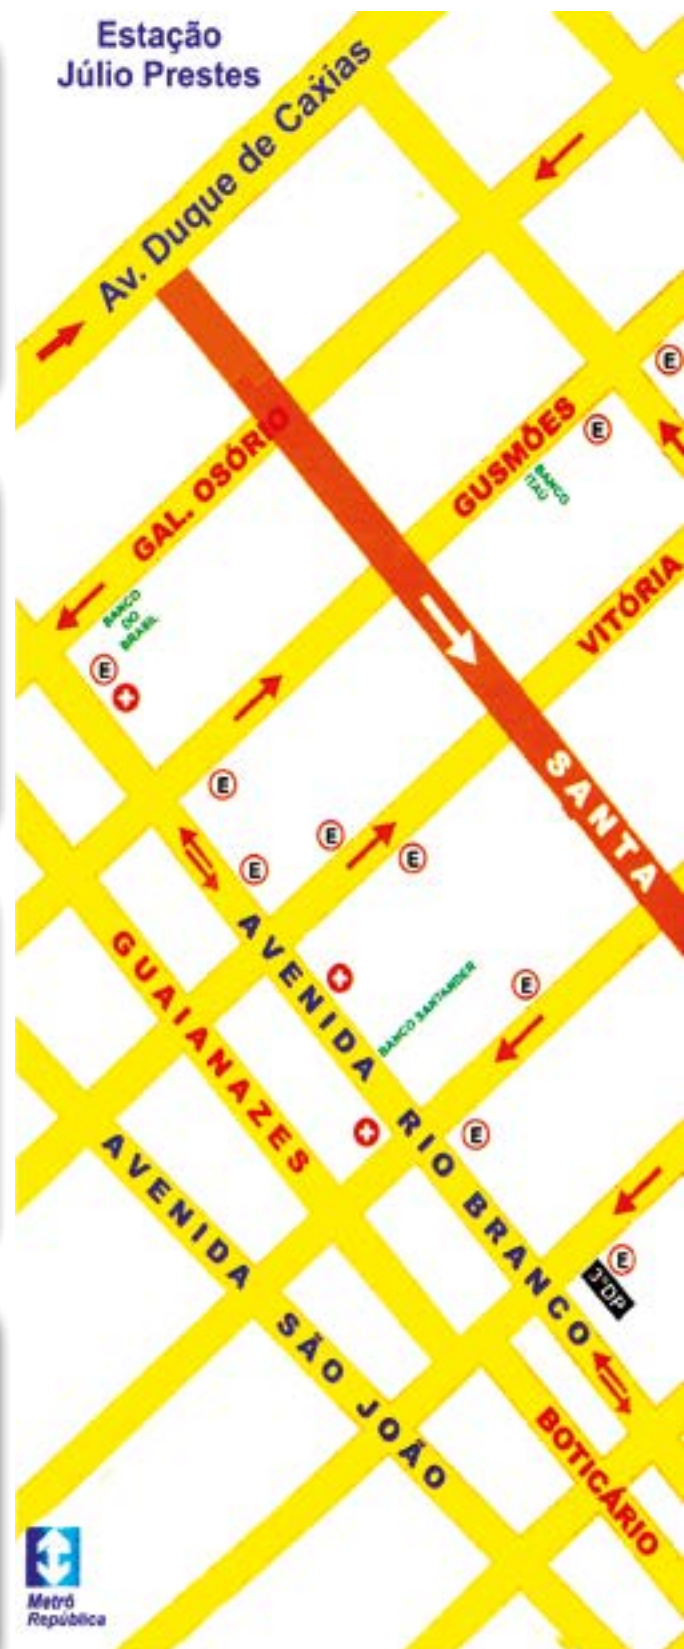 Estação
Júlio Prestes
Av. Duque de Caxias
E
GUSMÕES
E
GAL. OSÓRIO
BANCO
ITAÚ
VITÓRIA
BANCO
DO
BRASIL
E
SANTA
E
E
E
E
AVENIDA RIO BRANCO
GUAIANAZES
BANCO SANTANDER
E
E
AVENIDA SÃO JOÃO
E
3ºDP
BOTICÁRIO
Metrô
República